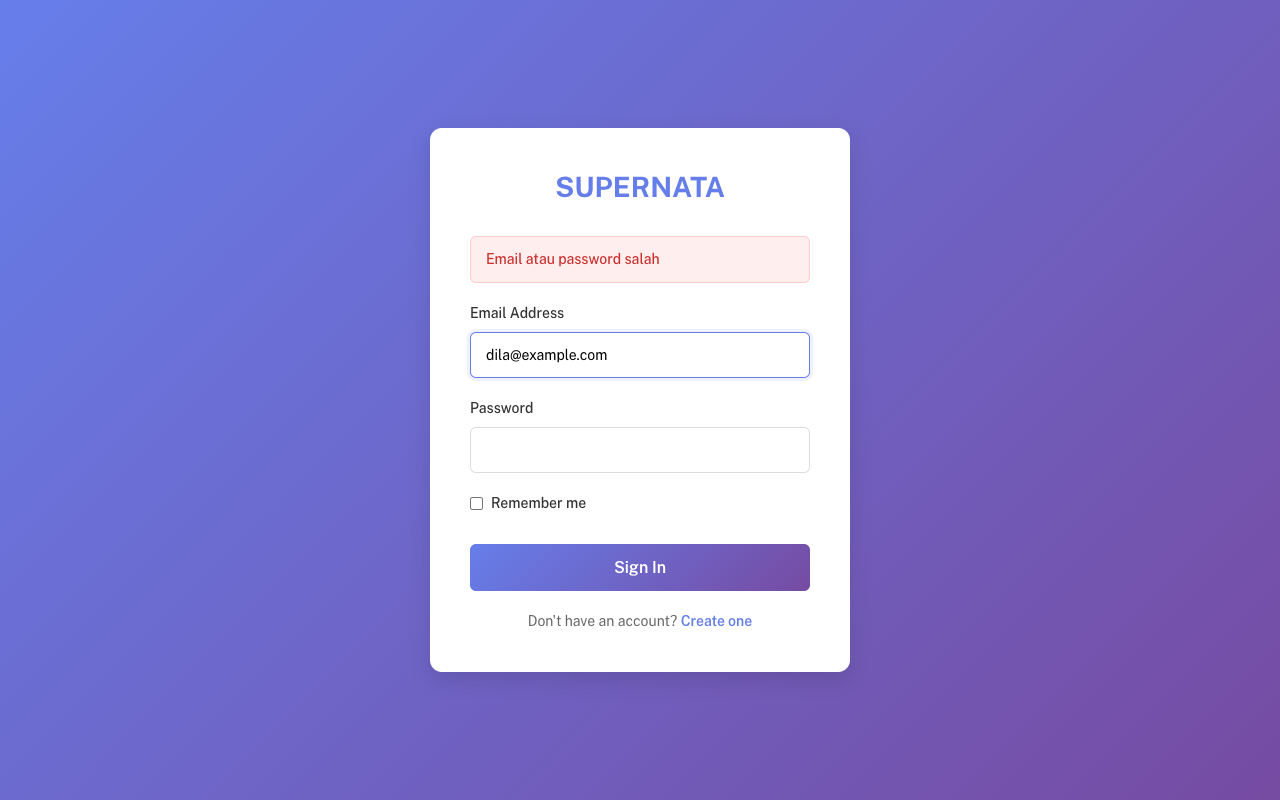 SUPERNATA
Email atau password salah
Email Address
dila@example.com
Password
Remember me
Sign In
Don't have an account? Create one